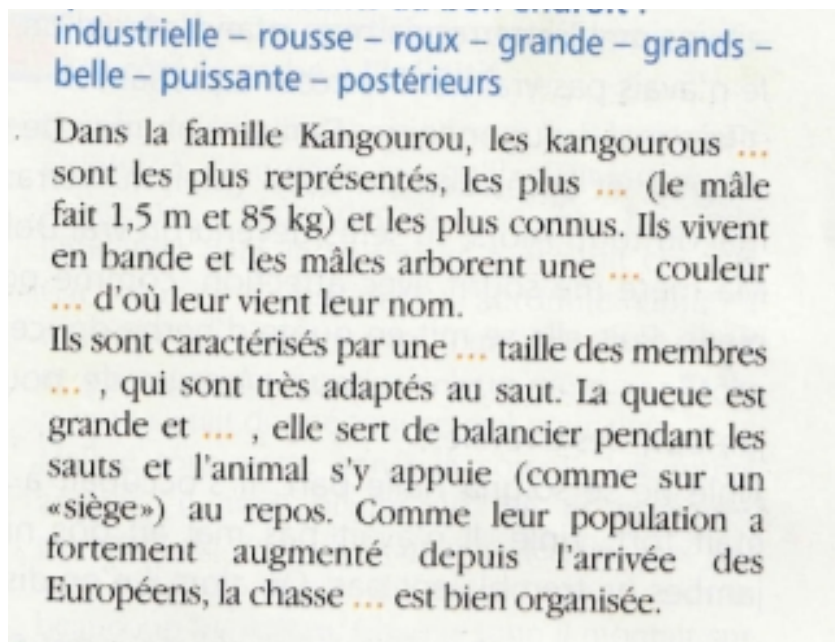 industrielle – rousse – roux – grande – grands –
belle – puissante – postérieurs
Dans la famille Kangourou, les kangourous ...
sont les plus représentés, les plus ... (le mâle
fait 1,5 m et 85 kg) et les plus connus. Ils vivent
en bande et les mâles arborent une ... couleur
... d'où leur vient leur nom.
Ils sont caractérisés par une ... taille des membres
... , qui sont très adaptés au saut. La queue est
grande et ... , elle sert de balancier pendant les
sauts et l'animal s'y appuie (comme sur un
«siège») au repos. Comme leur population a
fortement augmenté depuis l'arrivée des
Européens, la chasse ... est bien organisée.